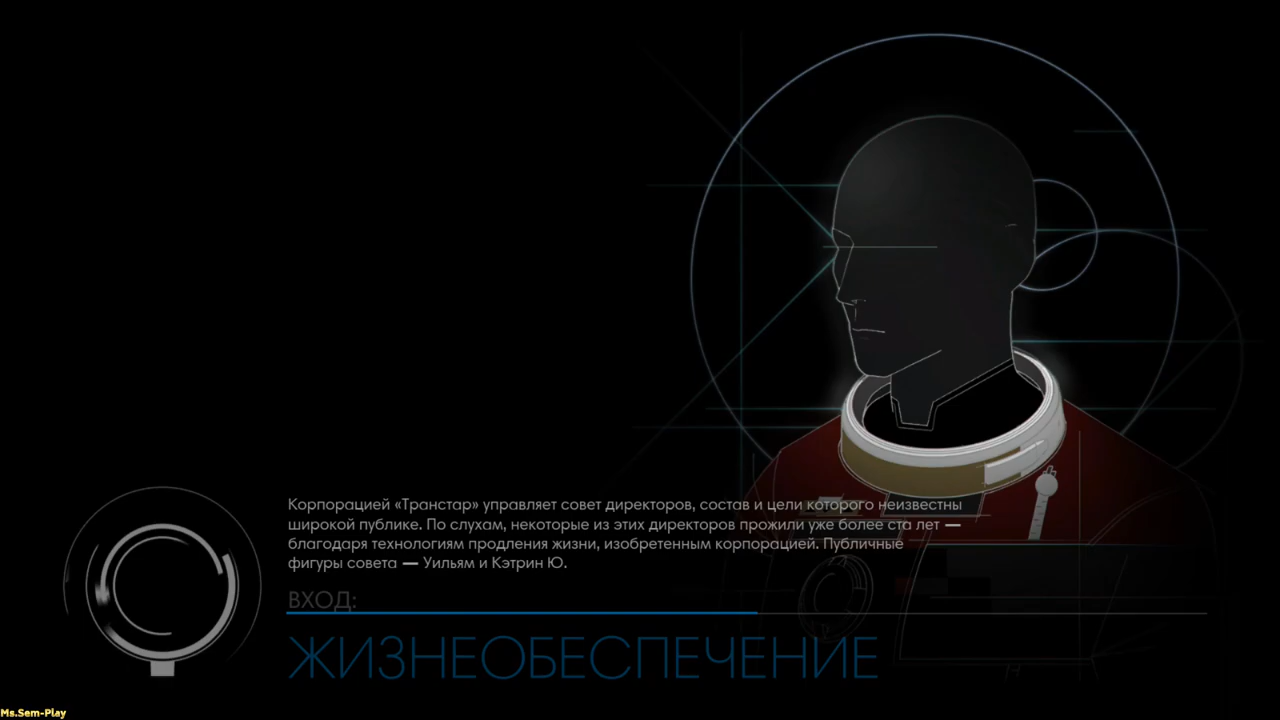 Корпорацией «Транстар» управляет совет директоров, состав и цели которого неизвестны
широкой публике. По слухам, некоторые из этих директоров прожили уже более ста лет —
благодаря технологиям продления жизни, изобретенным корпорацией. Публичные
фигуры совета — Уильям и Кэтрин Ю.
ВХОД:
ЖИЗНЕОБЕСПЕЧЕНИЕ
Ms.Sem-Play